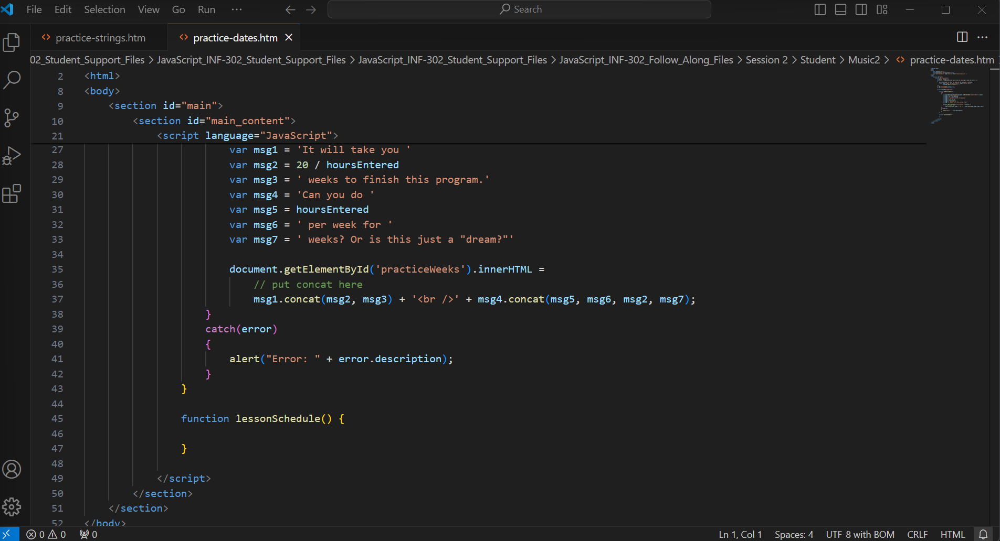 File Edit Selection View Go Run ··· Search
practice-strings.htm practice-dates.htm
02_Student_Support_Files > JavaScript_INF-302_Student_Support_Files > JavaScript_INF-302_Student_Support_Files > JavaScript_INF-302_Follow_Along_Files > Session 2 > Student > Music2 > practice-dates.htm
2 <html>
8 <body>
9 <section id="main">
10 <section id="main_content">
21 <script language="JavaScript">
27 var msg1 = 'It will take you '
28 var msg2 = 20 / hoursEntered
29 var msg3 = ' weeks to finish this program.'
30 var msg4 = 'Can you do '
31 var msg5 = hoursEntered
32 var msg6 = ' per week for '
33 var msg7 = ' weeks? Or is this just a "dream?"'
34
35 document.getElementById('practiceWeeks').innerHTML =
36 // put concat here
37 msg1.concat(msg2, msg3) + '<br />' + msg4.concat(msg5, msg6, msg2, msg7);
38 }
39 catch(error)
40 {
41 alert("Error: " + error.description);
42 }
43 }
44
45 function lessonSchedule() {
46
47 }
48
49 </script>
50 </section>
51 </section>
52 </body>
0 0 0 Ln 1, Col 1 Spaces: 4 UTF-8 with BOM CRLF HTML